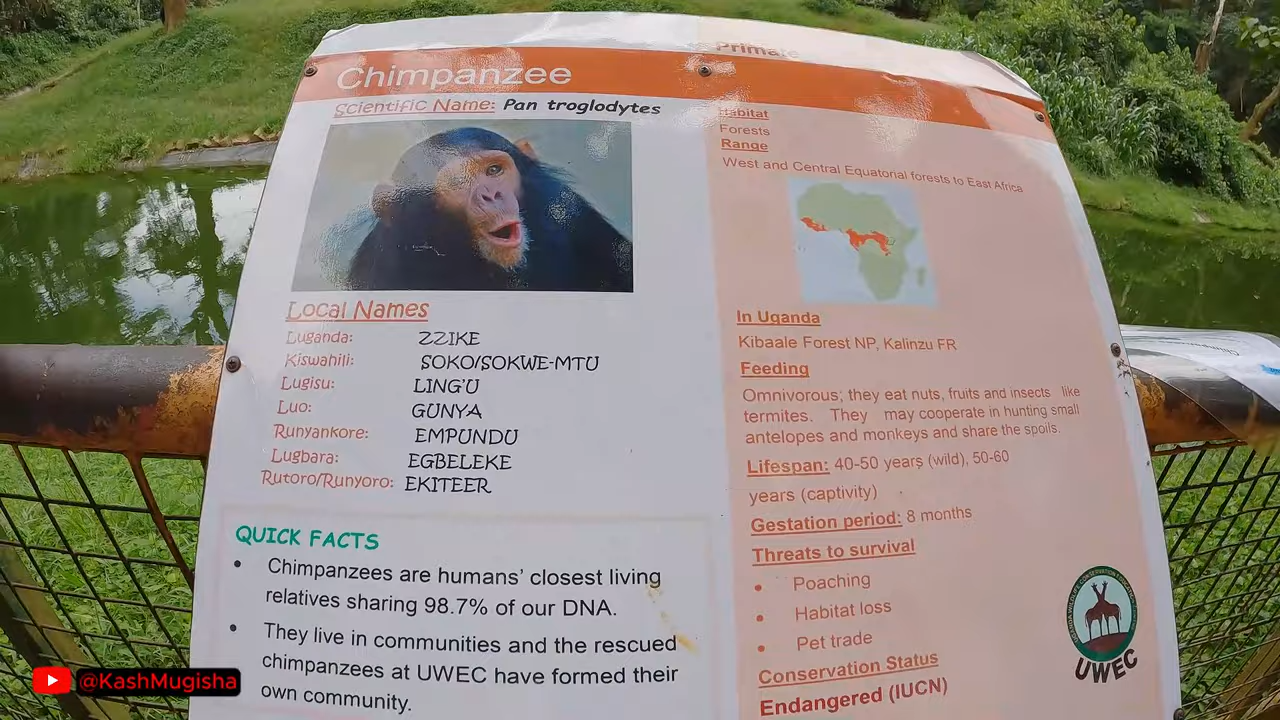 Primate
Chimpanzee
Scientific Name: Pan troglodytes
Local Names
Luganda: ZZIKE
Kiswahili: SOKO/SOKWE-MTU
Lugisu: LING'U
Luo: GUNYA
Runyankore: EMPUNDU
Lugbara: EGBELEKE
Rutoro/Runyoro: EKITEER
QUICK FACTS
• Chimpanzees are humans' closest living
relatives sharing 98.7% of our DNA.
• They live in communities and the rescued
chimpanzees at UWEC have formed their
own community.
Habitat
Forests
Range
West and Central Equatorial forests to East Africa
In Uganda
Kibaale Forest NP, Kalinzu FR
Feeding
Omnivorous; they eat nuts, fruits and insects like
termites. They may cooperate in hunting small
antelopes and monkeys and share the spoils.
Lifespan: 40-50 years (wild), 50-60
years (captivity)
Gestation period: 8 months
Threats to survival
• Poaching
• Habitat loss
• Pet trade
Conservation Status
Endangered (IUCN)
UWEC
@KashMugisha